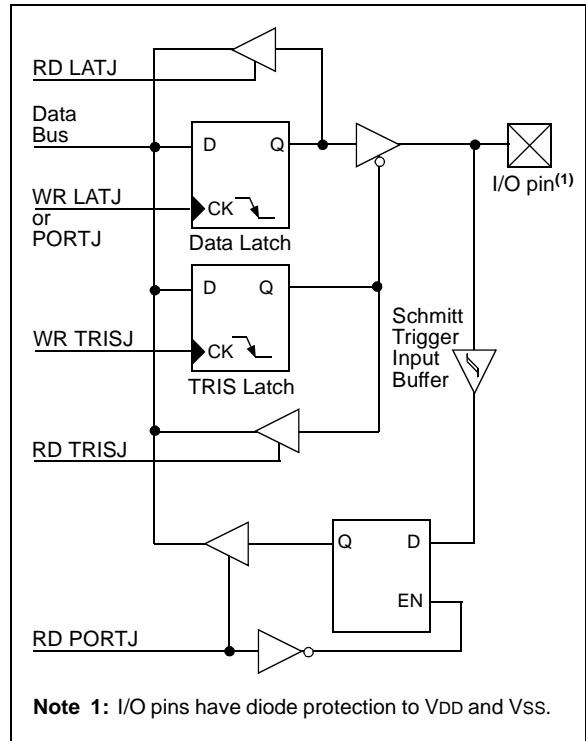 RD LATJ
Data
Bus
D Q
I/O pin(1)
WR LATJ
or
PORTJ
CK
Data Latch
D Q
WR TRISJ
CK
TRIS Latch
Schmitt
Trigger
Input
Buffer
RD TRISJ
Q D
EN
RD PORTJ
Note 1: I/O pins have diode protection to VDD and VSS.